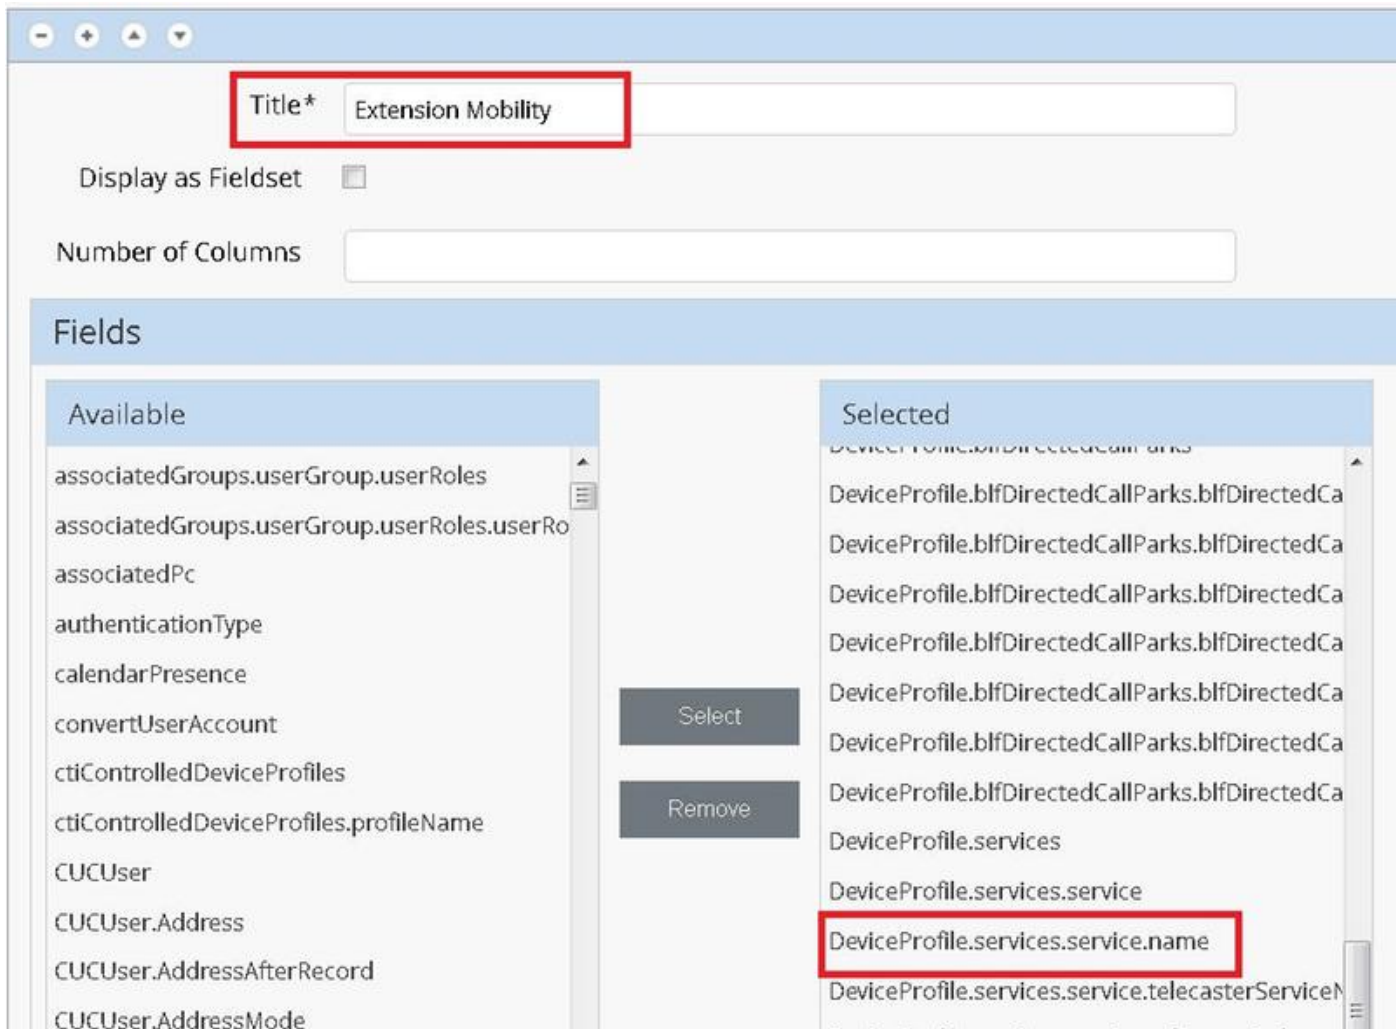 Title* Extension Mobility
Display as Fieldset
Number of Columns
Fields
Available
associatedGroups.userGroup.userRoles
associatedGroups.userGroup.userRoles.userRo
associatedPc
authenticationType
calendarPresence
convertUserAccount
ctiControlledDeviceProfiles
ctiControlledDeviceProfiles.profileName
CUCUser
CUCUser.Address
CUCUser.AddressAfterRecord
CUCUser.AddressMode
Select
Remove
Selected
DeviceProfile.blfDirectedCallParks
DeviceProfile.blfDirectedCallParks.blfDirectedCa
DeviceProfile.blfDirectedCallParks.blfDirectedCa
DeviceProfile.blfDirectedCallParks.blfDirectedCa
DeviceProfile.blfDirectedCallParks.blfDirectedCa
DeviceProfile.blfDirectedCallParks.blfDirectedCa
DeviceProfile.blfDirectedCallParks.blfDirectedCa
DeviceProfile.blfDirectedCallParks.blfDirectedCa
DeviceProfile.services
DeviceProfile.services.service
DeviceProfile.services.service.name
DeviceProfile.services.service.telecasterServiceN